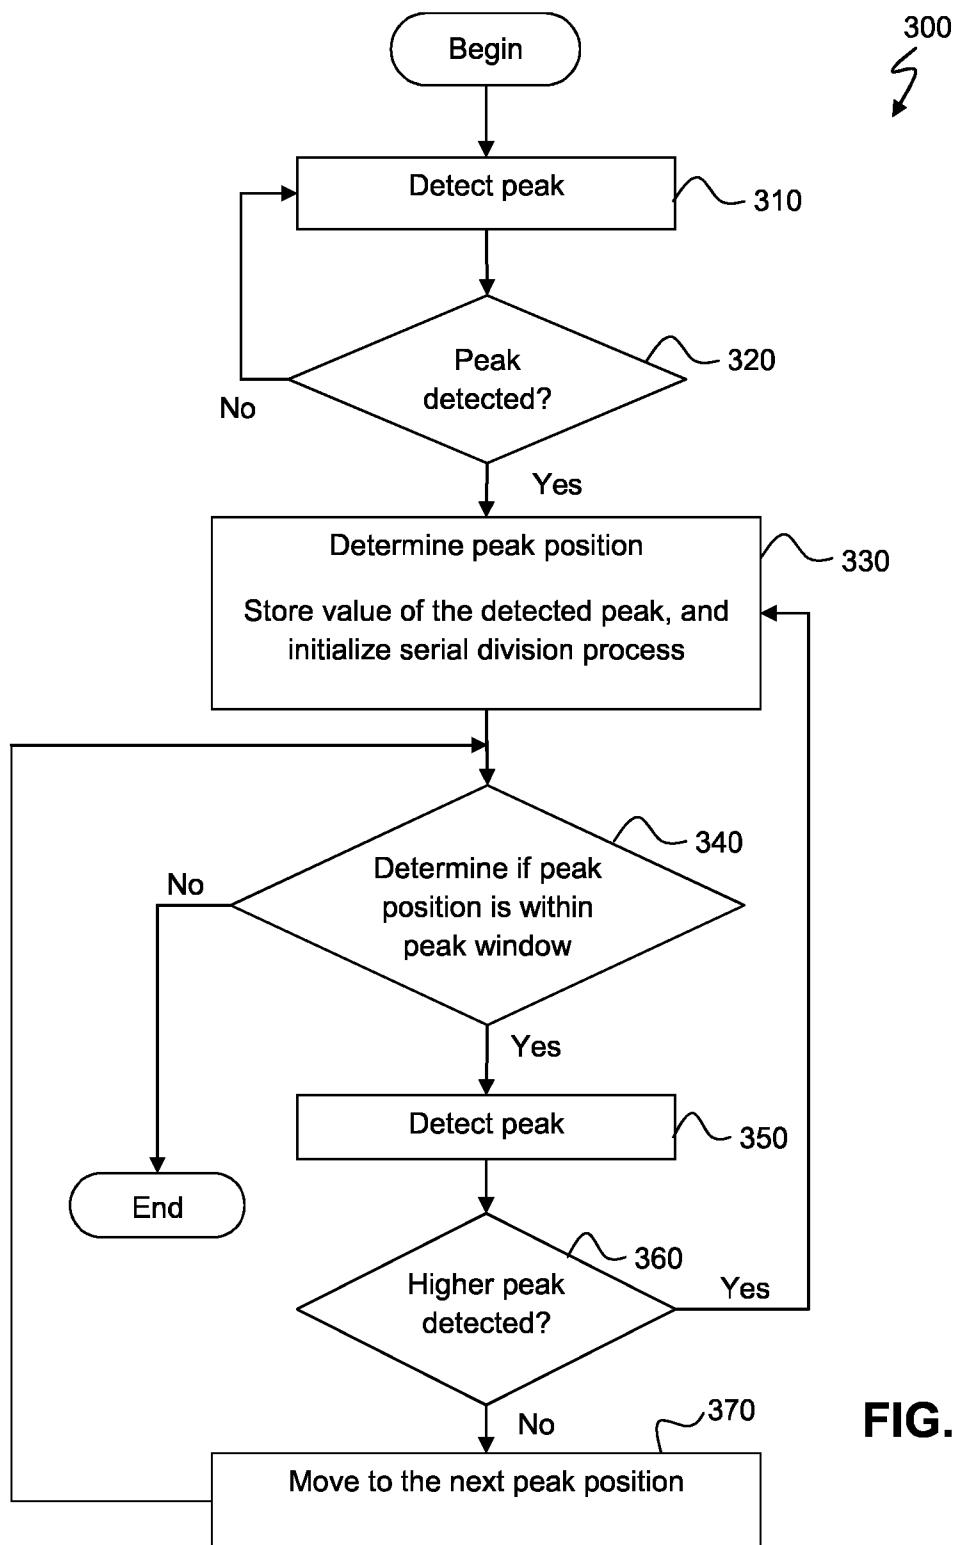 Begin
300
Detect peak
310
Peak
detected?
320
No
Yes
Determine peak position
330
Store value of the detected peak, and
initialize serial division process
340
Determine if peak
position is within
peak window
No
Yes
Detect peak
350
End
360
Higher peak
detected?
Yes
No
370
FIG.
Move to the next peak position